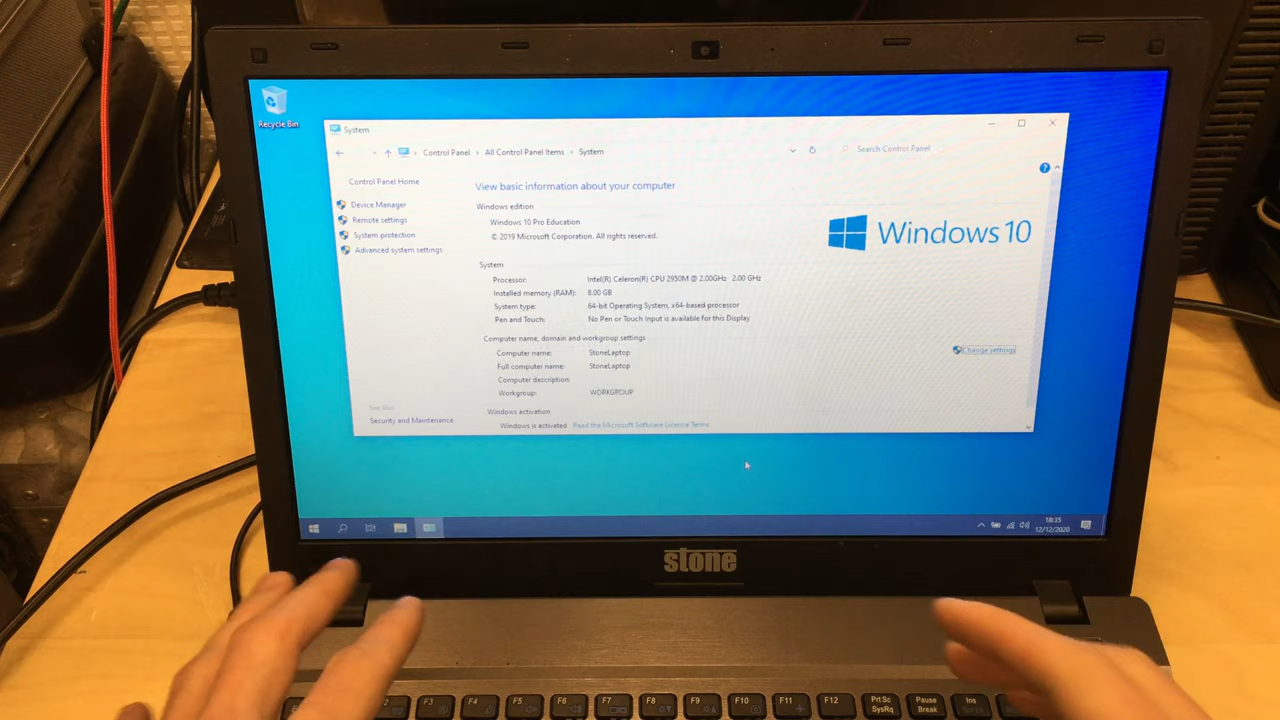 Recycle Bin
System
Control Panel > All Control Panel Items > System
Search Control Panel
Control Panel Home
Device Manager
Remote settings
System protection
Advanced system settings
See also
Security and Maintenance
View basic information about your computer
Windows edition
Windows 10 Pro Education
© 2019 Microsoft Corporation. All rights reserved.
Windows 10
System
Processor: Intel(R) Celeron(R) CPU 2950M @ 2.00GHz 2.00 GHz
Installed memory (RAM): 8.00 GB
System type: 64-bit Operating System, x64-based processor
Pen and Touch: No Pen or Touch Input is available for this Display
Computer name, domain and workgroup settings
Computer name: StoneLaptop
Change settings
Full computer name: StoneLaptop
Computer description:
Workgroup: WORKGROUP
Windows activation
Windows is activated Read the Microsoft Software Licence Terms
18:35
12/12/2020
stone
F3 F4 F5 F6 F7 F8 F9 F10 F11 F12 Prt Sc SysRq Pause Break Ins